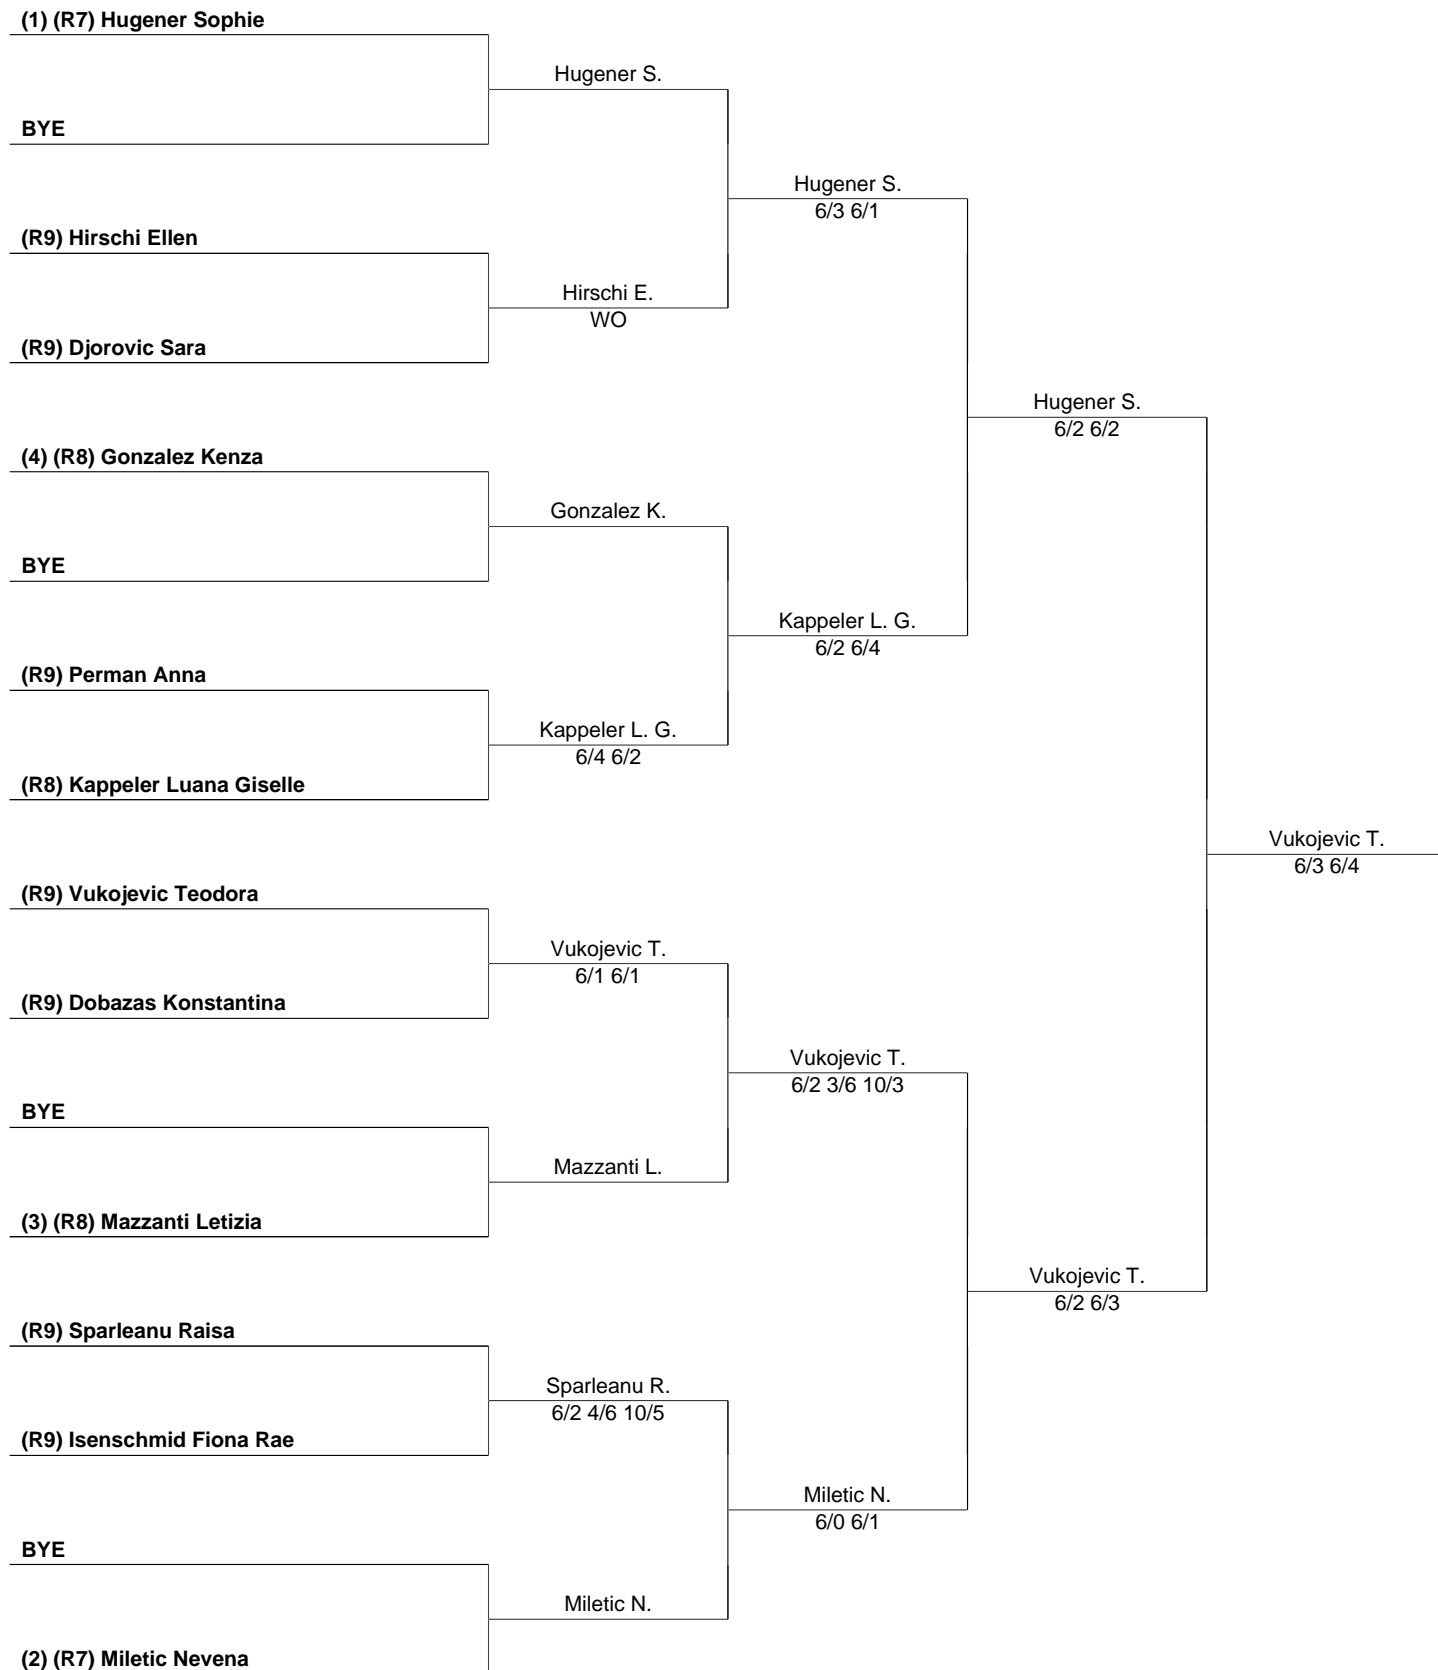 (1) (R7) Hugener Sophie
Hugener S.
BYE
Hugener S.
6/3 6/1
(R9) Hirschi Ellen
Hirschi E.
WO
(R9) Djorovic Sara
Hugener S.
6/2 6/2
(4) (R8) Gonzalez Kenza
Gonzalez K.
BYE
Kappeler L. G.
6/2 6/4
(R9) Perman Anna
Kappeler L. G.
6/4 6/2
(R8) Kappeler Luana Giselle
Vukojevic T.
6/3 6/4
(R9) Vukojevic Teodora
Vukojevic T.
6/1 6/1
(R9) Dobazas Konstantina
Vukojevic T.
6/2 3/6 10/3
BYE
Mazzanti L.
(3) (R8) Mazzanti Letizia
Vukojevic T.
6/2 6/3
(R9) Sparleanu Raisa
Sparleanu R.
6/2 4/6 10/5
(R9) Isenschmid Fiona Rae
Miletic N.
6/0 6/1
BYE
Miletic N.
(2) (R7) Miletic Nevena